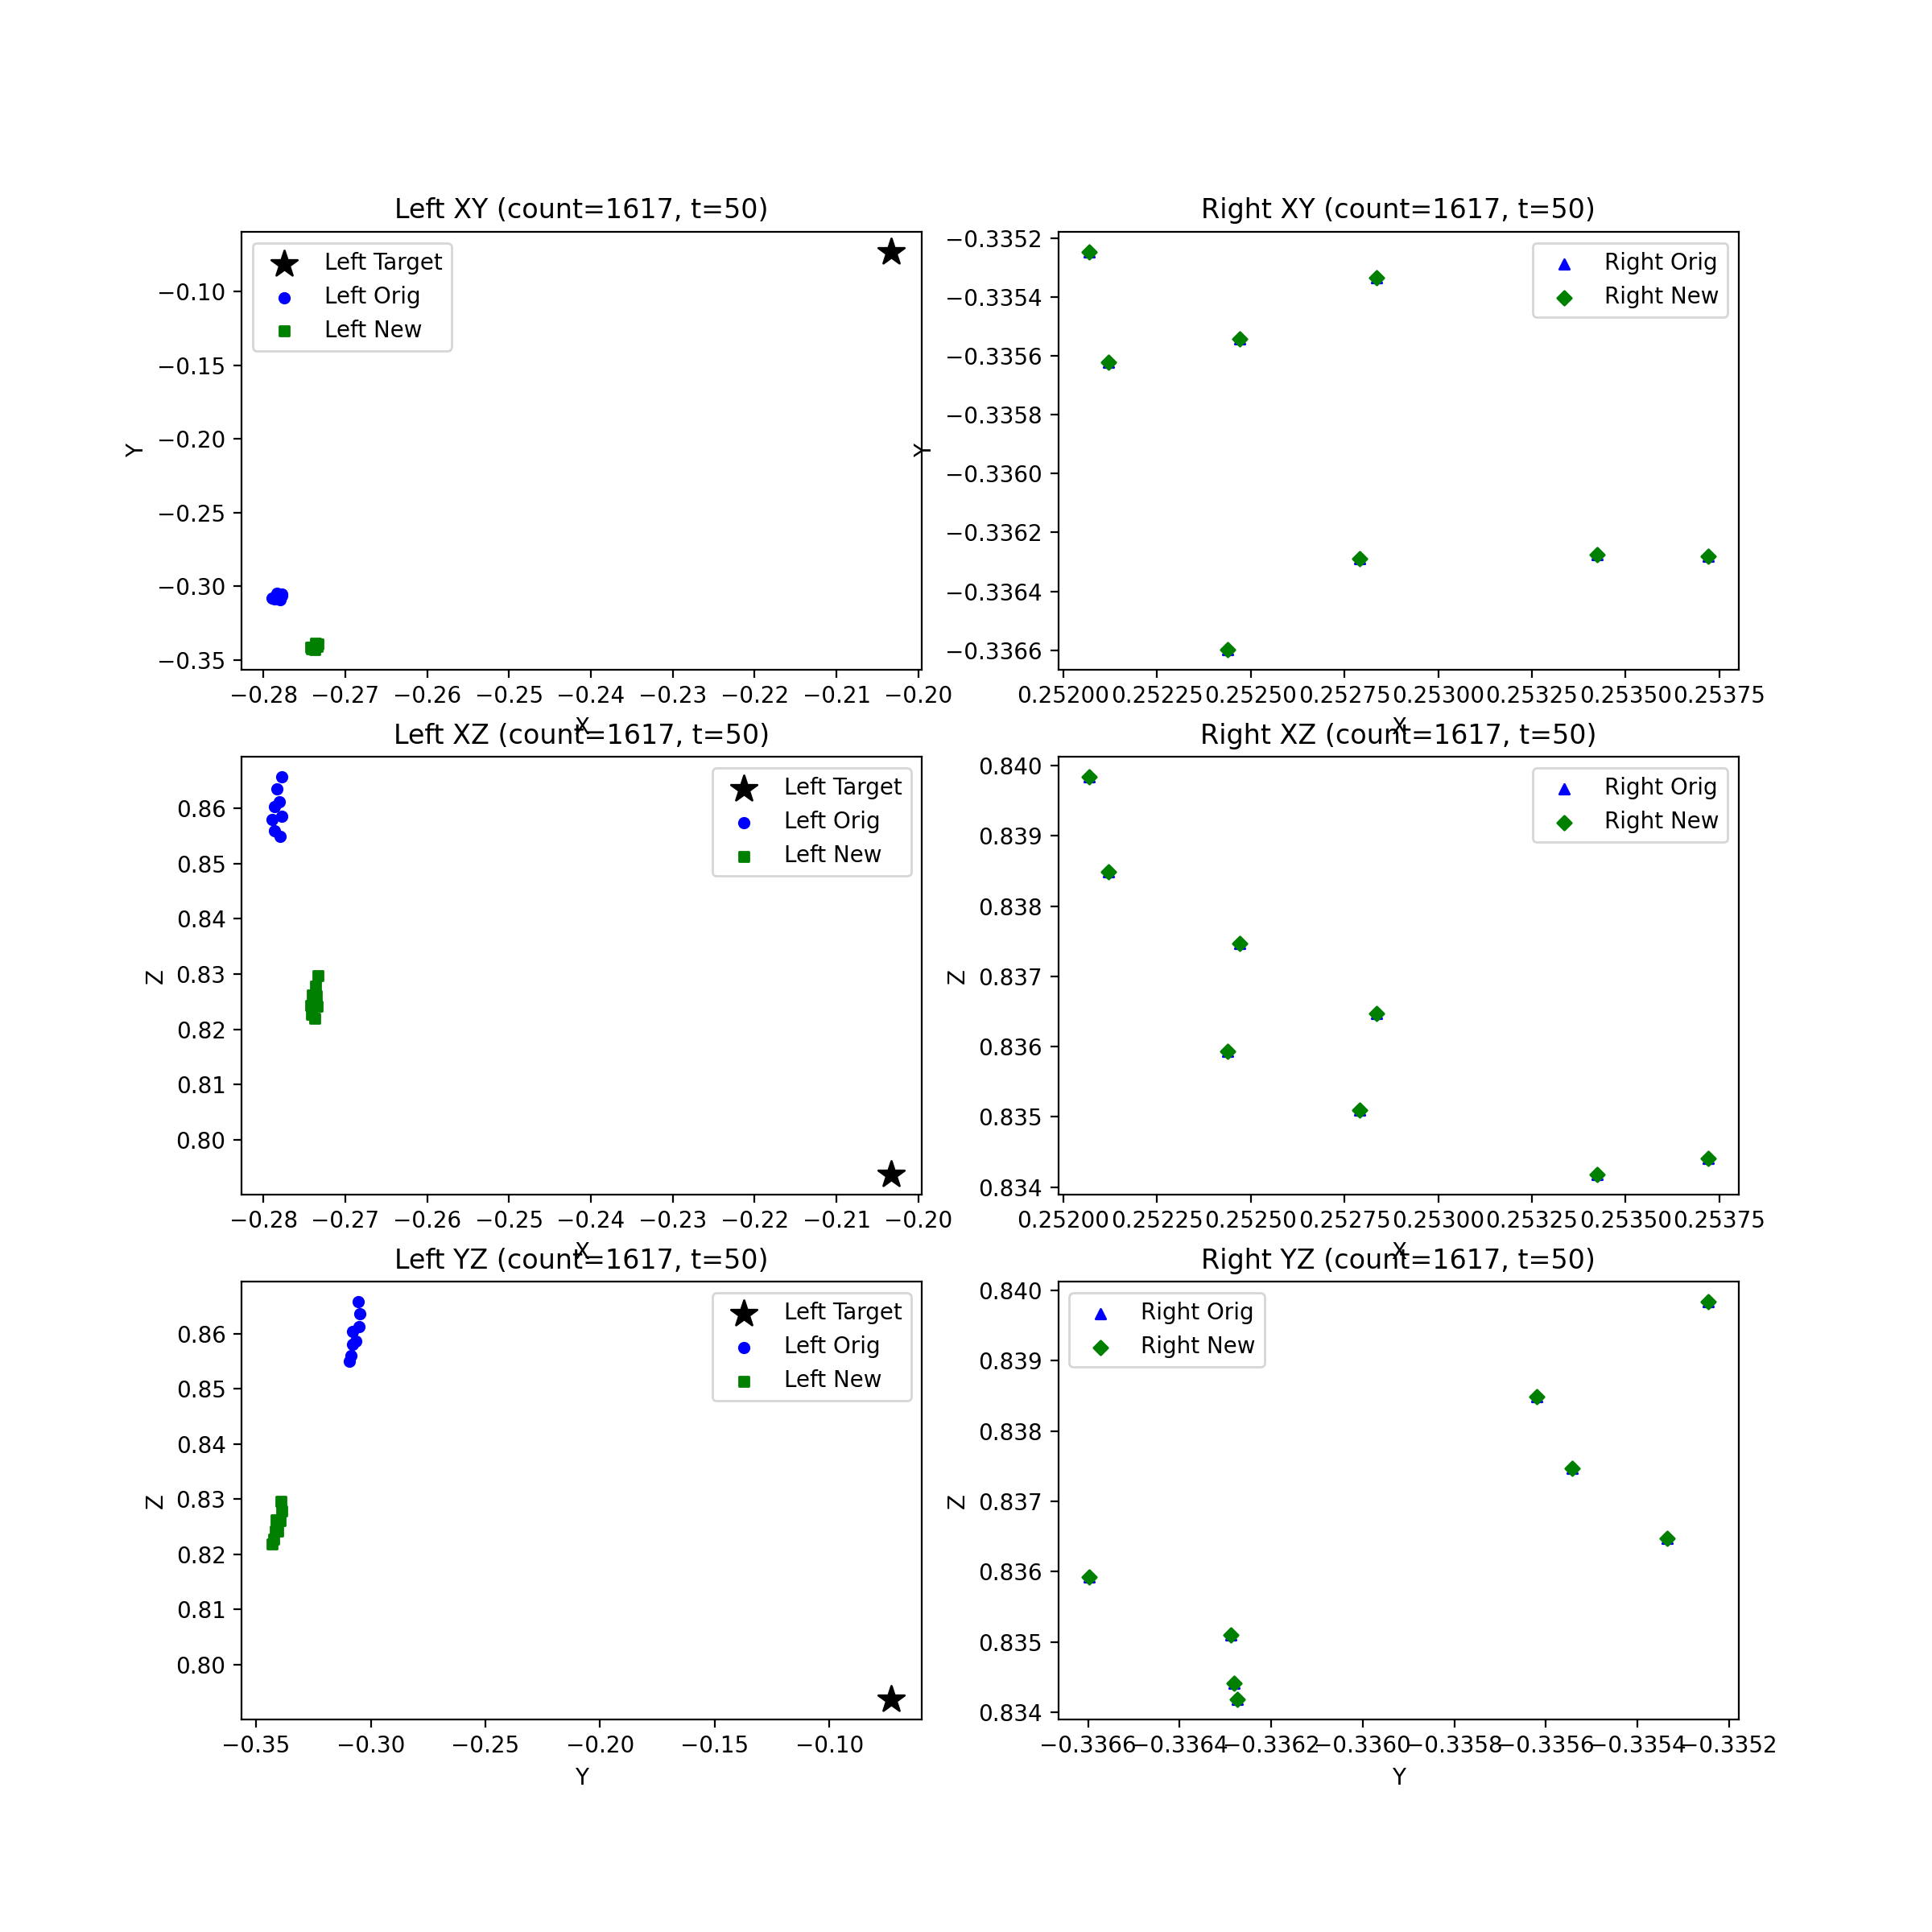 Left XY (count=1617, t=50)
Left Target
Left Orig
Left New
−0.10
−0.15
−0.20
−0.25
−0.30
−0.35
Y
−0.28 −0.27 −0.26 −0.25 −0.24 −0.23 −0.22 −0.21 −0.20
X
Right XY (count=1617, t=50)
Right Orig
Right New
−0.3352
−0.3354
−0.3356
−0.3358
−0.3360
−0.3362
−0.3364
−0.3366
Y
0.25200 0.25225 0.25250 0.25275 0.25300 0.25325 0.25350 0.25375
X
Left XZ (count=1617, t=50)
Left Target
Left Orig
Left New
0.86
0.85
0.84
0.83
0.82
0.81
0.80
Z
−0.28 −0.27 −0.26 −0.25 −0.24 −0.23 −0.22 −0.21 −0.20
X
Right XZ (count=1617, t=50)
Right Orig
Right New
0.840
0.839
0.838
0.837
0.836
0.835
0.834
Z
0.25200 0.25225 0.25250 0.25275 0.25300 0.25325 0.25350 0.25375
X
Left YZ (count=1617, t=50)
Left Target
Left Orig
Left New
0.86
0.85
0.84
0.83
0.82
0.81
0.80
Z
−0.35 −0.30 −0.25 −0.20 −0.15 −0.10
Y
Right YZ (count=1617, t=50)
Right Orig
Right New
0.840
0.839
0.838
0.837
0.836
0.835
0.834
Z
−0.3366 −0.3364 −0.3362 −0.3360 −0.3358 −0.3356 −0.3354 −0.3352
Y